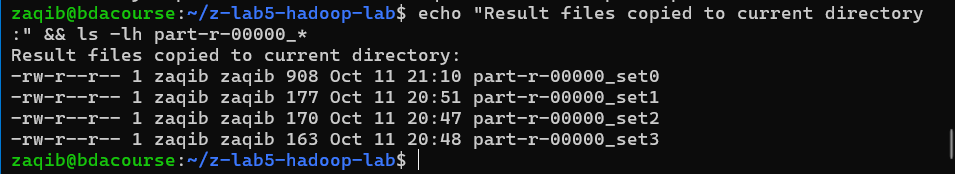 zaqib@bdacourse:~/z-lab5-hadoop-lab$ echo "Result files copied to current directory
:" && ls -lh part-r-00000_*
Result files copied to current directory:
-rw-r--r-- 1 zaqib zaqib 908 Oct 11 21:10 part-r-00000_set0
-rw-r--r-- 1 zaqib zaqib 177 Oct 11 20:51 part-r-00000_set1
-rw-r--r-- 1 zaqib zaqib 170 Oct 11 20:47 part-r-00000_set2
-rw-r--r-- 1 zaqib zaqib 163 Oct 11 20:48 part-r-00000_set3
zaqib@bdacourse:~/z-lab5-hadoop-lab$